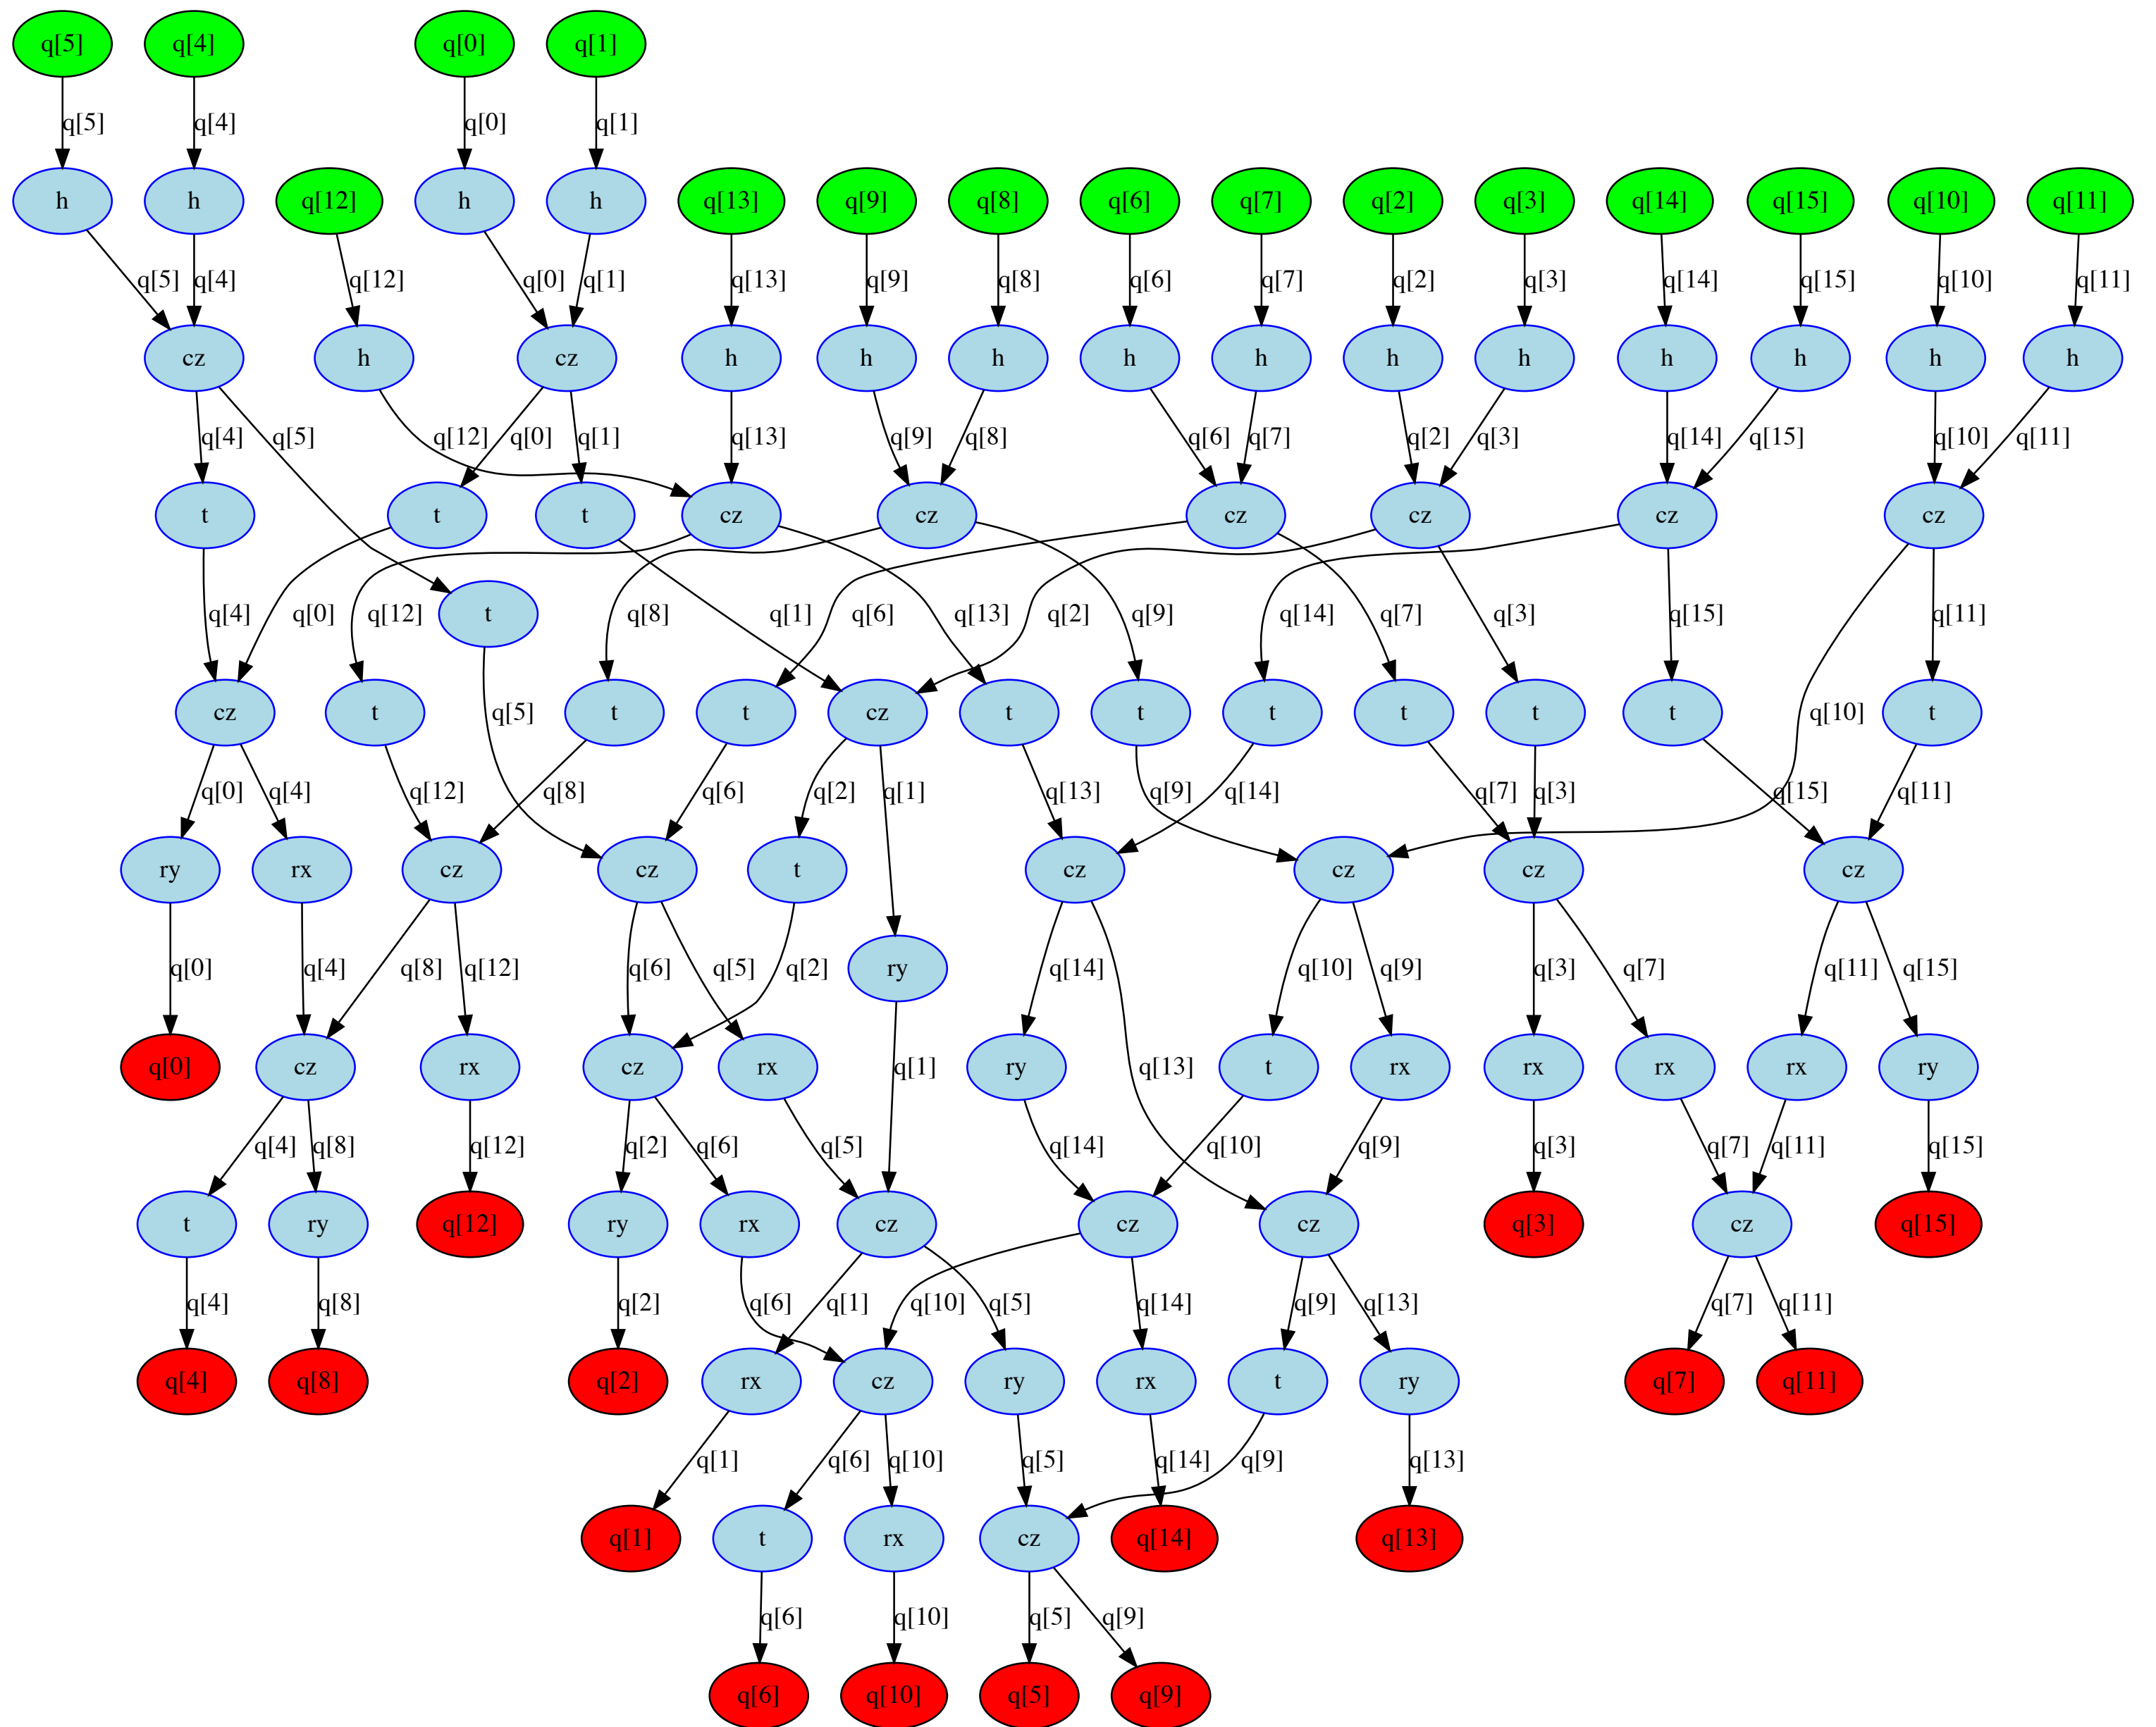 q[5] q[4] q[0] q[1]
q[5] q[4] q[0] q[1]
h h q[12] h h q[13] q[9] q[8] q[6] q[7] q[2] q[3] q[14] q[15] q[10] q[11]
q[5] q[4] q[12] q[0] q[1] q[13] q[9] q[8] q[6] q[7] q[2] q[3] q[14] q[15] q[10] q[11]
cz h cz h h h h h h h h h h h
q[4] q[5] q[12] q[0] q[1] q[13] q[9] q[8] q[6] q[7] q[2] q[3] q[14] q[15] q[10] q[11]
t t t cz cz cz cz cz cz
q[4] q[0] q[12] t q[8] q[1] q[6] q[13] q[2] q[9] q[14] q[7] q[3] q[15] q[11]
cz t q[5] t t cz t t t t t t t q[10]
q[0] q[4] q[12] q[8] q[6] q[2] q[1] q[13] q[14] q[9] q[7] q[3] q[15] q[11]
ry rx cz cz t cz cz cz cz
q[0] q[4] q[8] q[12] q[6] q[5] q[2] ry q[14] q[10] q[9] q[3] q[7] q[11] q[15]
q[0] cz rx cz rx q[1] ry q[13] t rx rx rx rx ry
q[4] q[8] q[12] q[2] q[6] q[5] q[14] q[10] q[9] q[3] q[7] q[11] q[15]
t ry q[12] ry rx cz cz cz q[3] cz q[15]
q[4] q[8] q[2] q[6] q[1] q[10] q[5] q[14] q[9] q[13] q[7] q[11]
q[4] q[8] q[2] rx cz ry rx t ry q[7] q[11]
q[1] q[6] q[10] q[5] q[14] q[9] q[13]
q[1] t rx cz q[14] q[13]
q[6] q[10] q[5] q[9]
q[6] q[10] q[5] q[9]